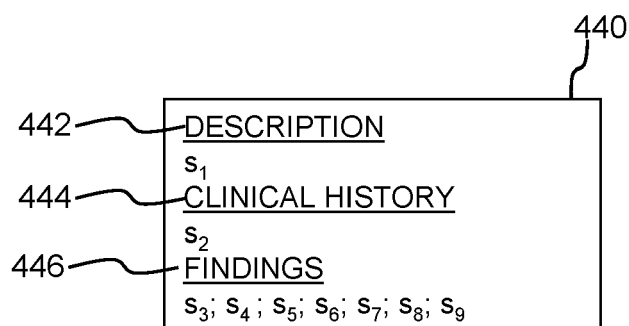 440
442 DESCRIPTION
s₁
444 CLINICAL HISTORY
s₂
446 FINDINGS
s₃; s₄ ; s₅; s₆; s₇; s₈; s₉